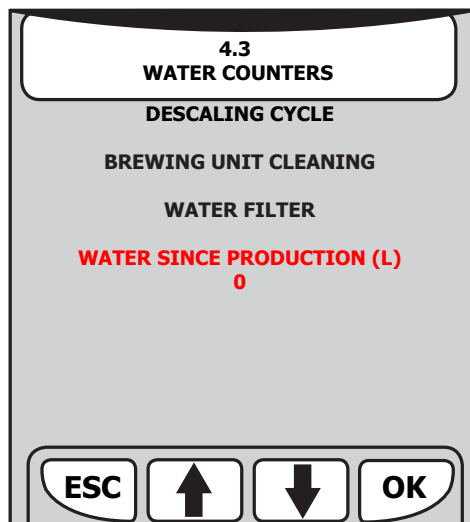 4.3
WATER COUNTERS
DESCALING CYCLE
BREWING UNIT CLEANING
WATER FILTER
WATER SINCE PRODUCTION (L)
0
ESC
OK